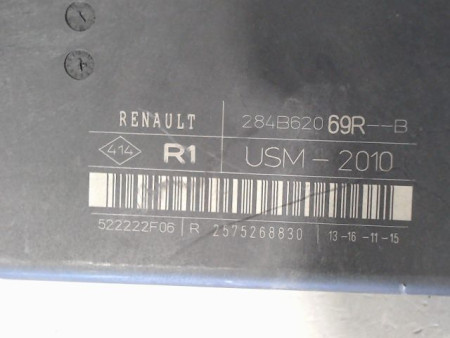 RENAULT 284B620 69R--B
414 R1 USM-2010
522222F06 R 2575268830 13-16-11-15